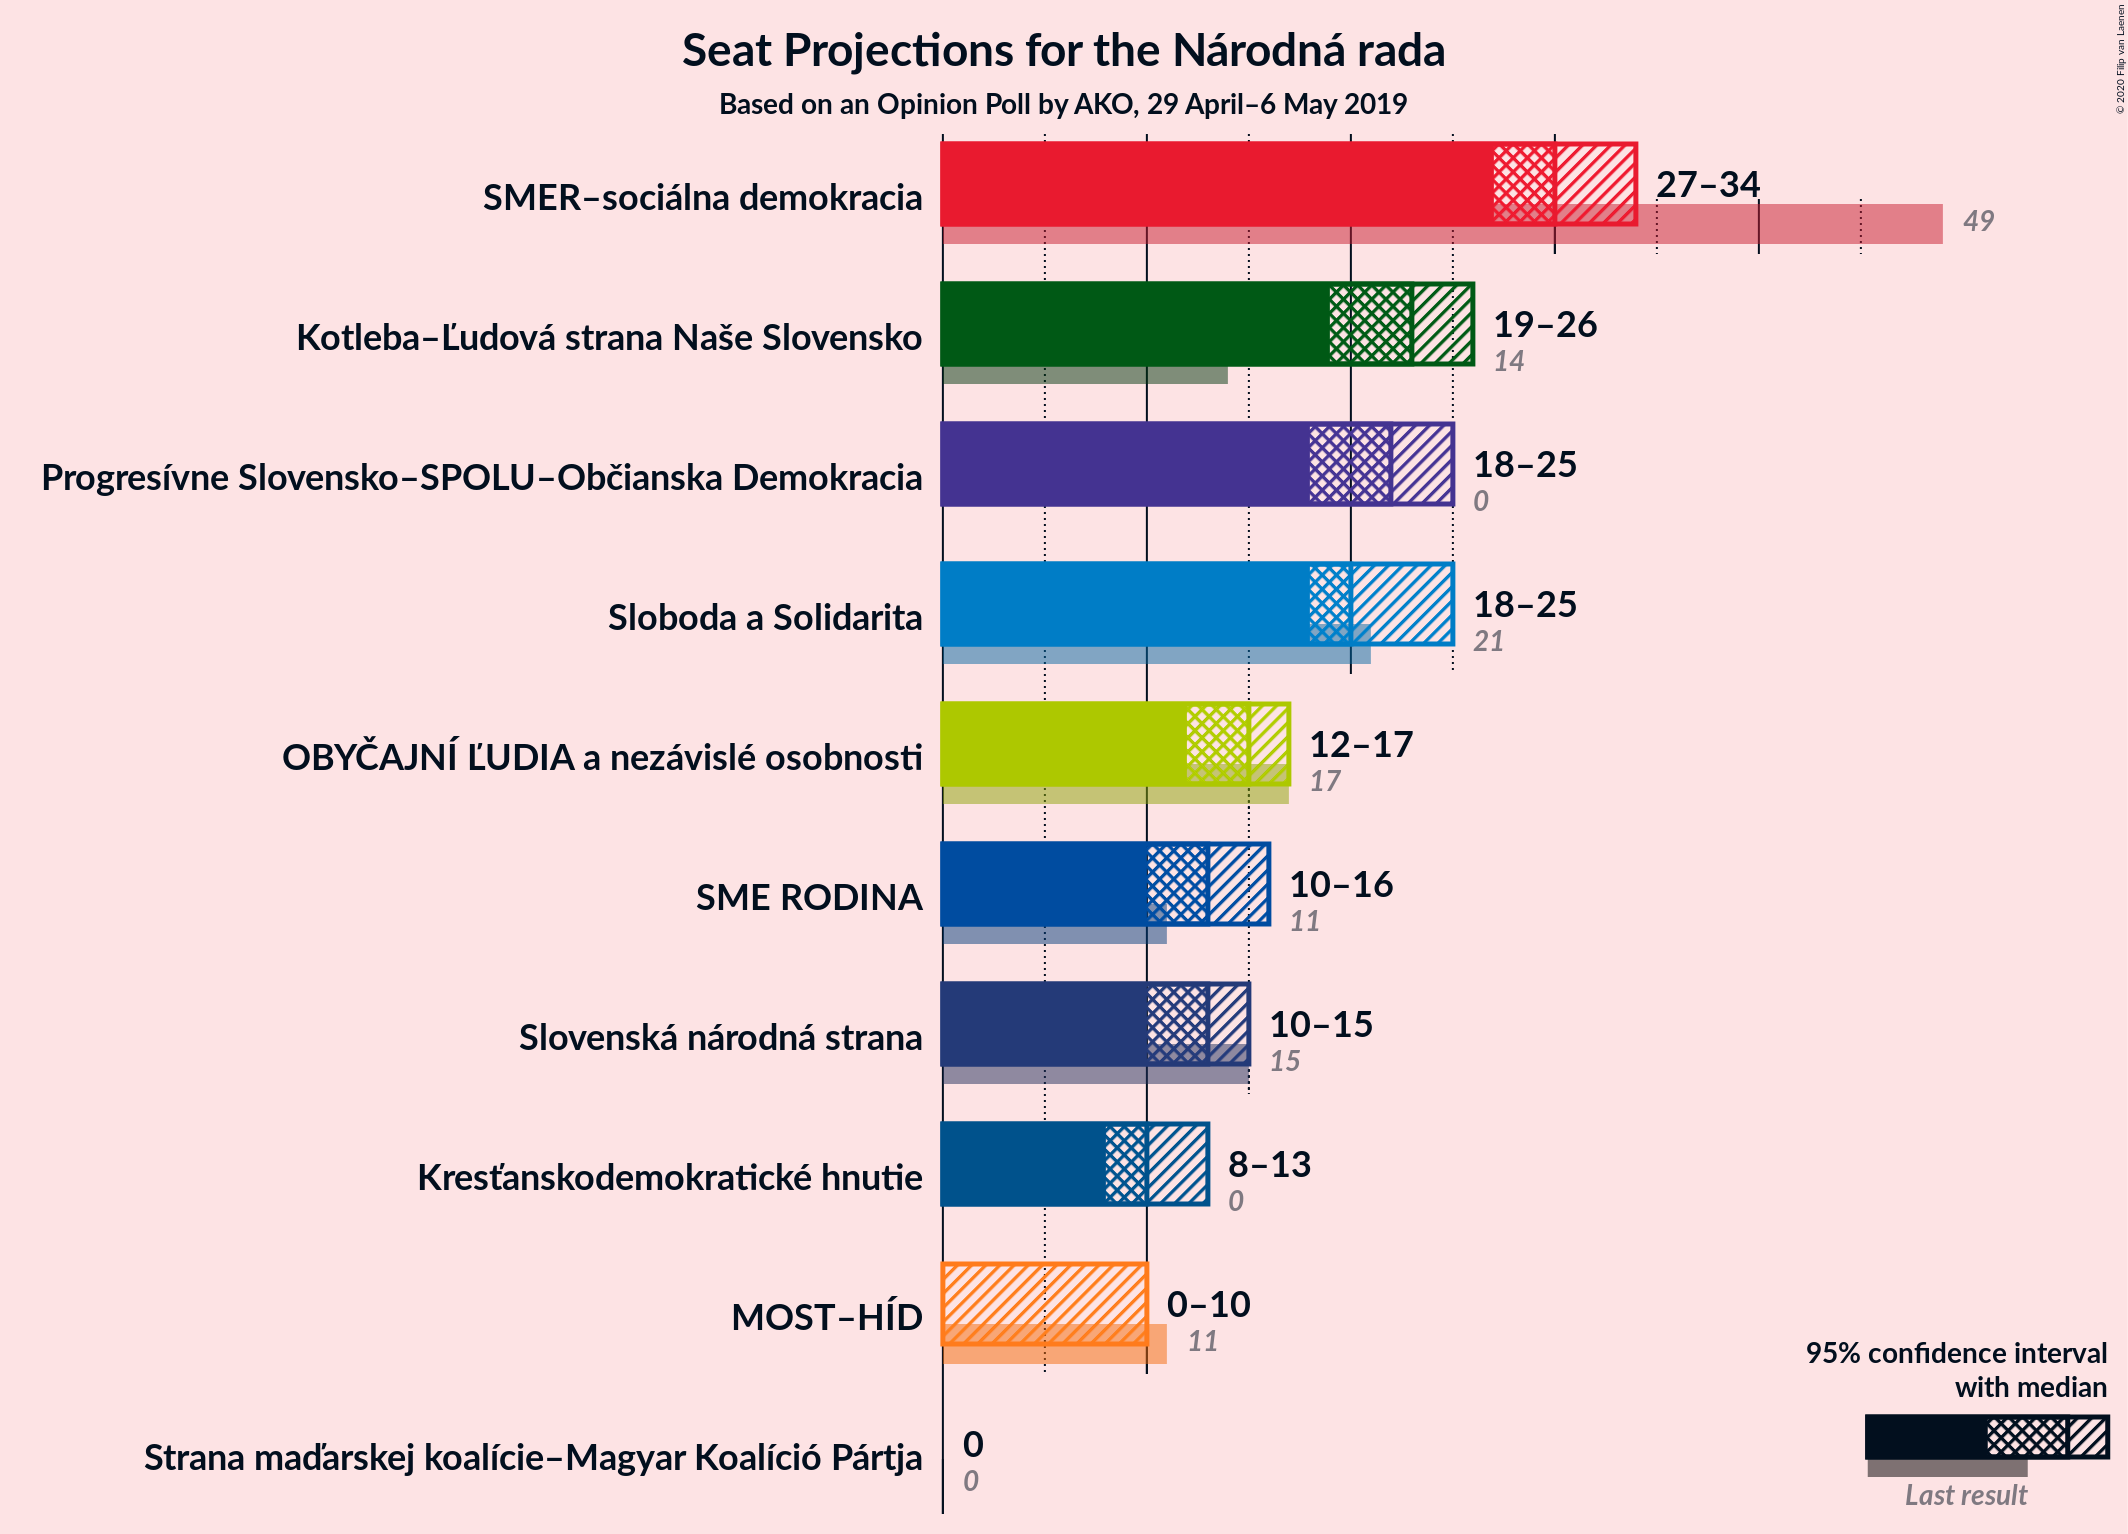 Seat Projections for the Národná rada
Based on an Opinion Poll by AKO, 29 April–6 May 2019
© 2020 Filip van Laenen
SMER–sociálna demokracia
27–34
49
Kotleba–Ľudová strana Naše Slovensko
19–26
14
Progresívne Slovensko–SPOLU–Občianska Demokracia
18–25
0
Sloboda a Solidarita
18–25
21
OBYČAJNÍ ĽUDIA a nezávislé osobnosti
12–17
17
SME RODINA
10–16
11
Slovenská národná strana
10–15
15
Kresťanskodemokratické hnutie
8–13
0
MOST–HÍD
0–10
11
Strana maďarskej koalície–Magyar Koalíció Pártja
0
0
95% confidence interval
with median
Last result